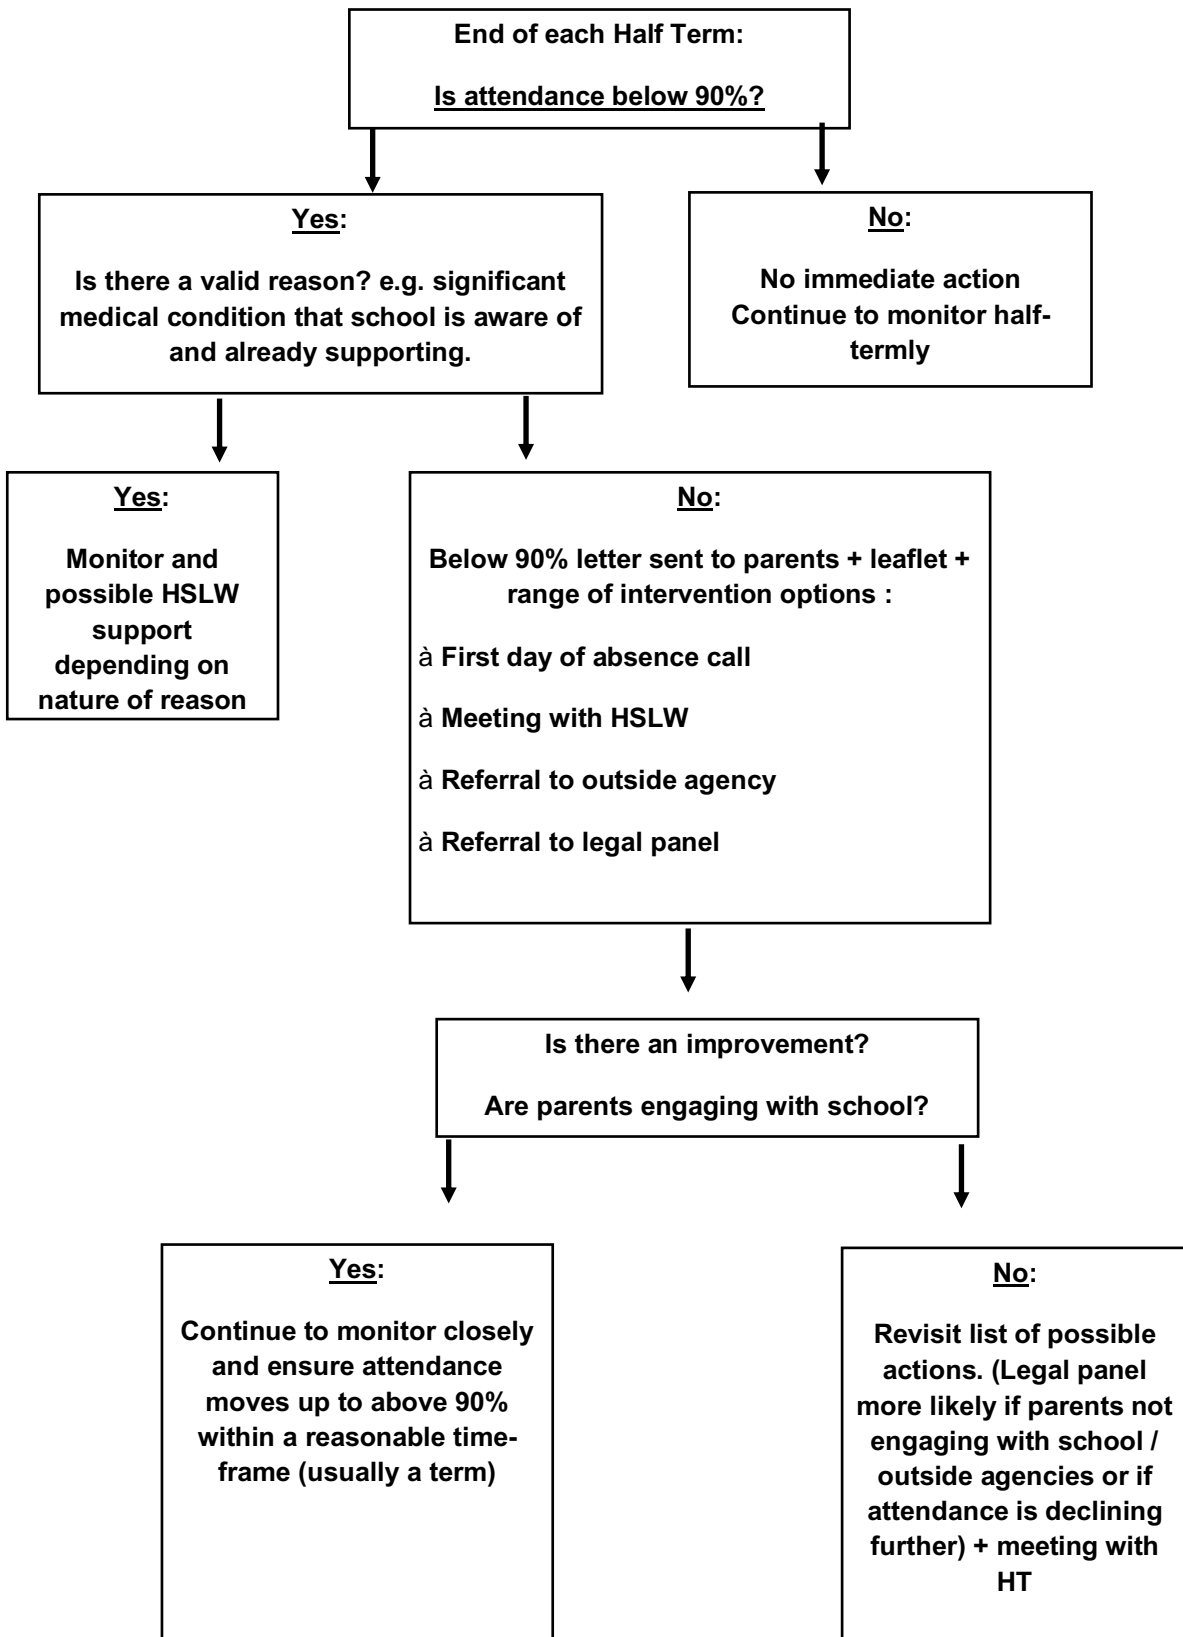 End of each Half Term:
Is attendance below 90%?
Yes:
Is there a valid reason? e.g. significant
medical condition that school is aware of
and already supporting.
No:
No immediate action
Continue to monitor half-
termly
Yes:
Monitor and
possible HSLW
support
depending on
nature of reason
No:
Below 90% letter sent to parents + leaflet +
range of intervention options :
à First day of absence call
à Meeting with HSLW
à Referral to outside agency
à Referral to legal panel
Is there an improvement?
Are parents engaging with school?
Yes:
Continue to monitor closely
and ensure attendance
moves up to above 90%
within a reasonable time-
frame (usually a term)
No:
Revisit list of possible
actions. (Legal panel
more likely if parents not
engaging with school /
outside agencies or if
attendance is declining
further) + meeting with
HT